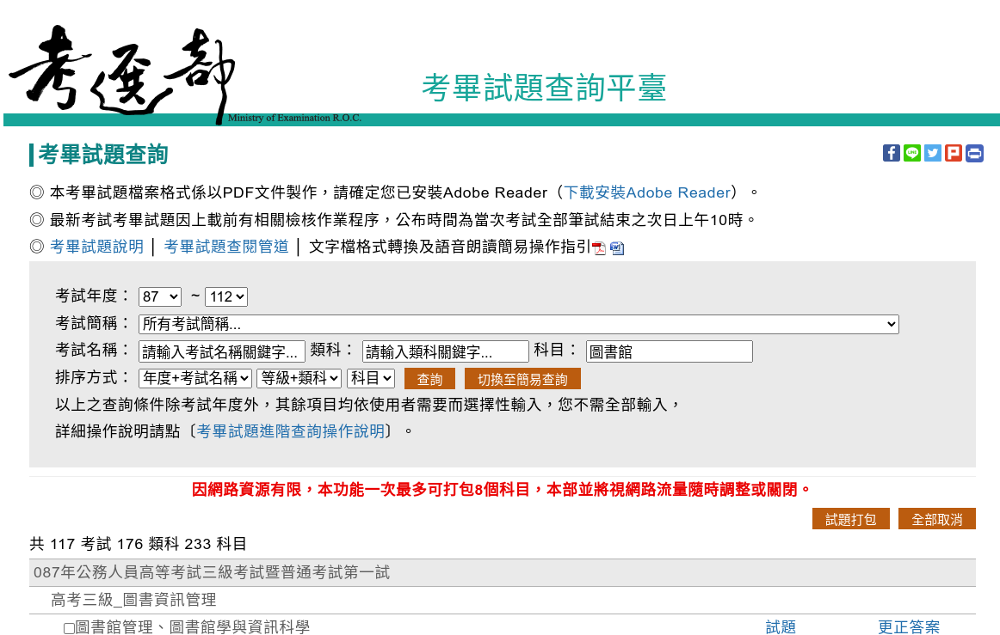 考選部
Ministry of Examination R.O.C.
考畢試題查詢平臺
考畢試題查詢
◎ 本考畢試題檔案格式係以PDF文件製作，請確定您已安裝Adobe Reader（下載安裝Adobe Reader）。
◎ 最新考試考畢試題因上載前有相關檢核作業程序，公布時間為當次考試全部筆試結束之次日上午10時。
◎ 考畢試題說明 │ 考畢試題查閱管道 │ 文字檔格式轉換及語音朗讀簡易操作指引
考試年度： 87 ~ 112
考試簡稱： 所有考試簡稱...
考試名稱： 請輸入考試名稱關鍵字... 類科： 請輸入類科關鍵字... 科目： 圖書館
排序方式： 年度+考試名稱 等級+類科 科目 查詢 切換至簡易查詢
以上之查詢條件除考試年度外，其餘項目均依使用者需要而選擇性輸入，您不需全部輸入，
詳細操作說明請點〔考畢試題進階查詢操作說明〕。
因網路資源有限，本功能一次最多可打包8個科目，本部並將視網路流量隨時調整或關閉。
試題打包 全部取消
共 117 考試 176 類科 233 科目
087年公務人員高等考試三級考試暨普通考試第一試
高考三級_圖書資訊管理
圖書館管理、圖書館學與資訊科學 試題 更正答案